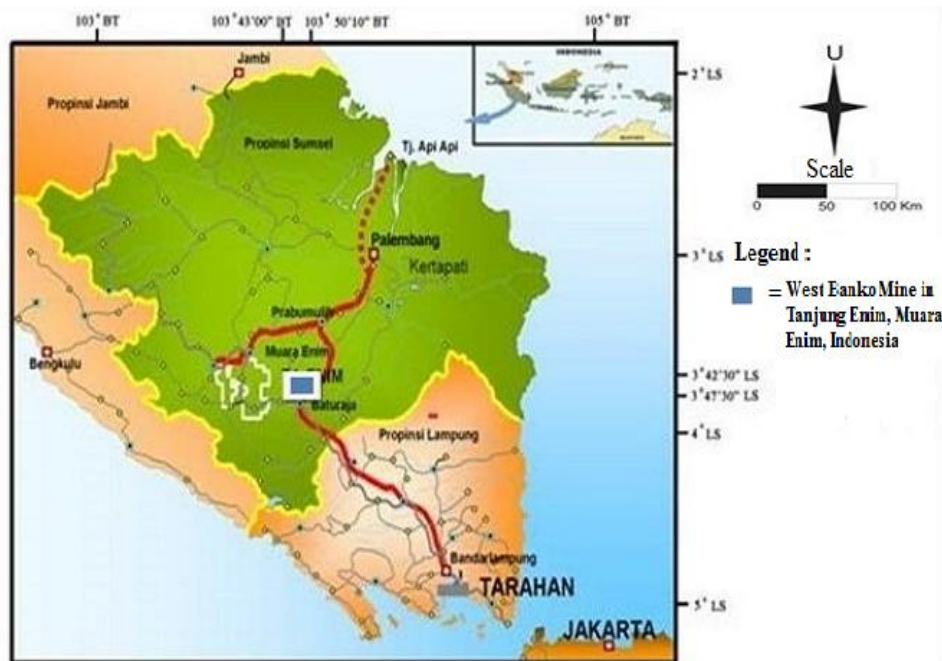 103° BT
103° 43'00" BT
103° 50'10" BT
105° BT
Jambi
Propinsi Jambi
Propinsi Sumsel
INDONESIA
2° LS
Tj. Api Api
Palembang
3° LS
Kertapati
Prabumulih
Muara Enim
Bengkulu
3° 42'30" LS
3° 47'30" LS
Baturaja
4° LS
Propinsi Lampung
Bandarlampung
TARAHAN
5° LS
JAKARTA
U
Scale
0 50 100 Km
Legend :
= West Banko Mine in
Tanjung Enim, Muara
Enim, Indonesia